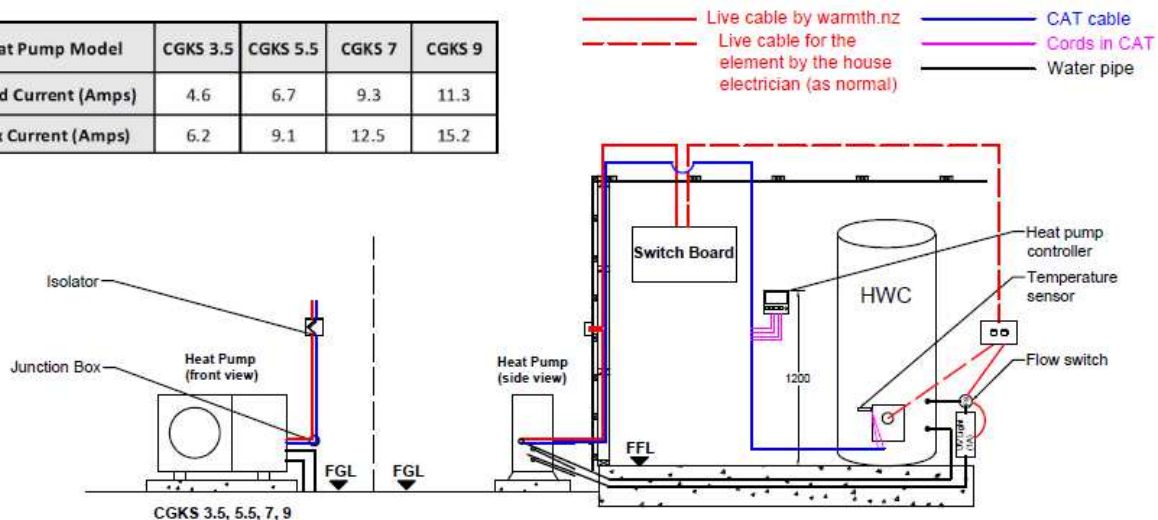 at Pump Model CGKS 3.5 CGKS 5.5 CGKS 7 CGKS 9
d Current (Amps) 4.6 6.7 9.3 11.3
x Current (Amps) 6.2 9.1 12.5 15.2
Live cable by warmth.nz
Live cable for the
element by the house
electrician (as normal)
CAT cable
Cords in CAT
Water pipe
Switch Board
Heat pump
controller
Temperature
sensor
HWC
Isolator
Flow switch
Junction Box
Heat Pump
(front view)
Heat Pump
(side view)
1200
UV Light
(1A)
FFL
FGL
FGL
CGKS 3.5, 5.5, 7, 9